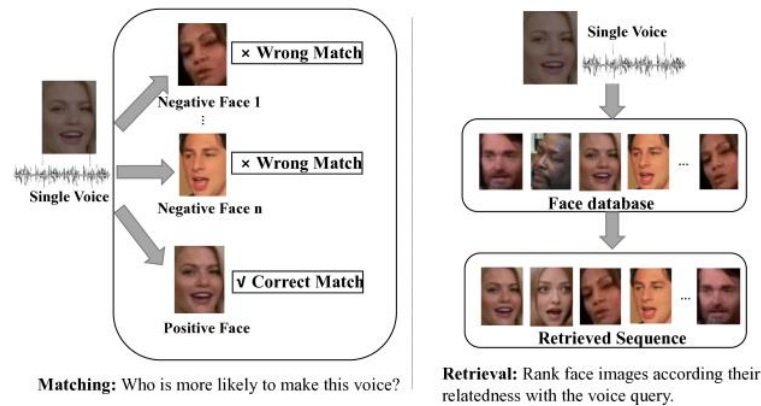 × Wrong Match
Negative Face 1
⋮
× Wrong Match
Single Voice
Negative Face n
√ Correct Match
Positive Face
Matching: Who is more likely to make this voice?
Single Voice
...
Face database
...
Retrieved Sequence
Retrieval: Rank face images according their
relatedness with the voice query.